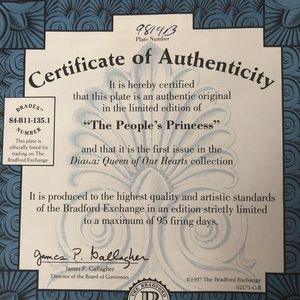 9814B
Plate Number
Certificate of Authenticity
It is hereby certified
that this plate is an authentic original
in the limited edition of
"The People's Princess"
and that it is the first issue in the
Diana: Queen of Our Hearts collection
BRADEX
84-B11-135.1
NUMBER
This plate is
officially listed for
trading on The
Bradford Exchange
It is produced to the highest quality and artistic standards
of the Bradford Exchange in an edition strictly limited
to a maximum of 95 firing days.
James P. Gallagher
James P. Gallagher
Director of the Board of Governors
THE BRADFORD
©1997 The Bradford Exchange
62171-G-R